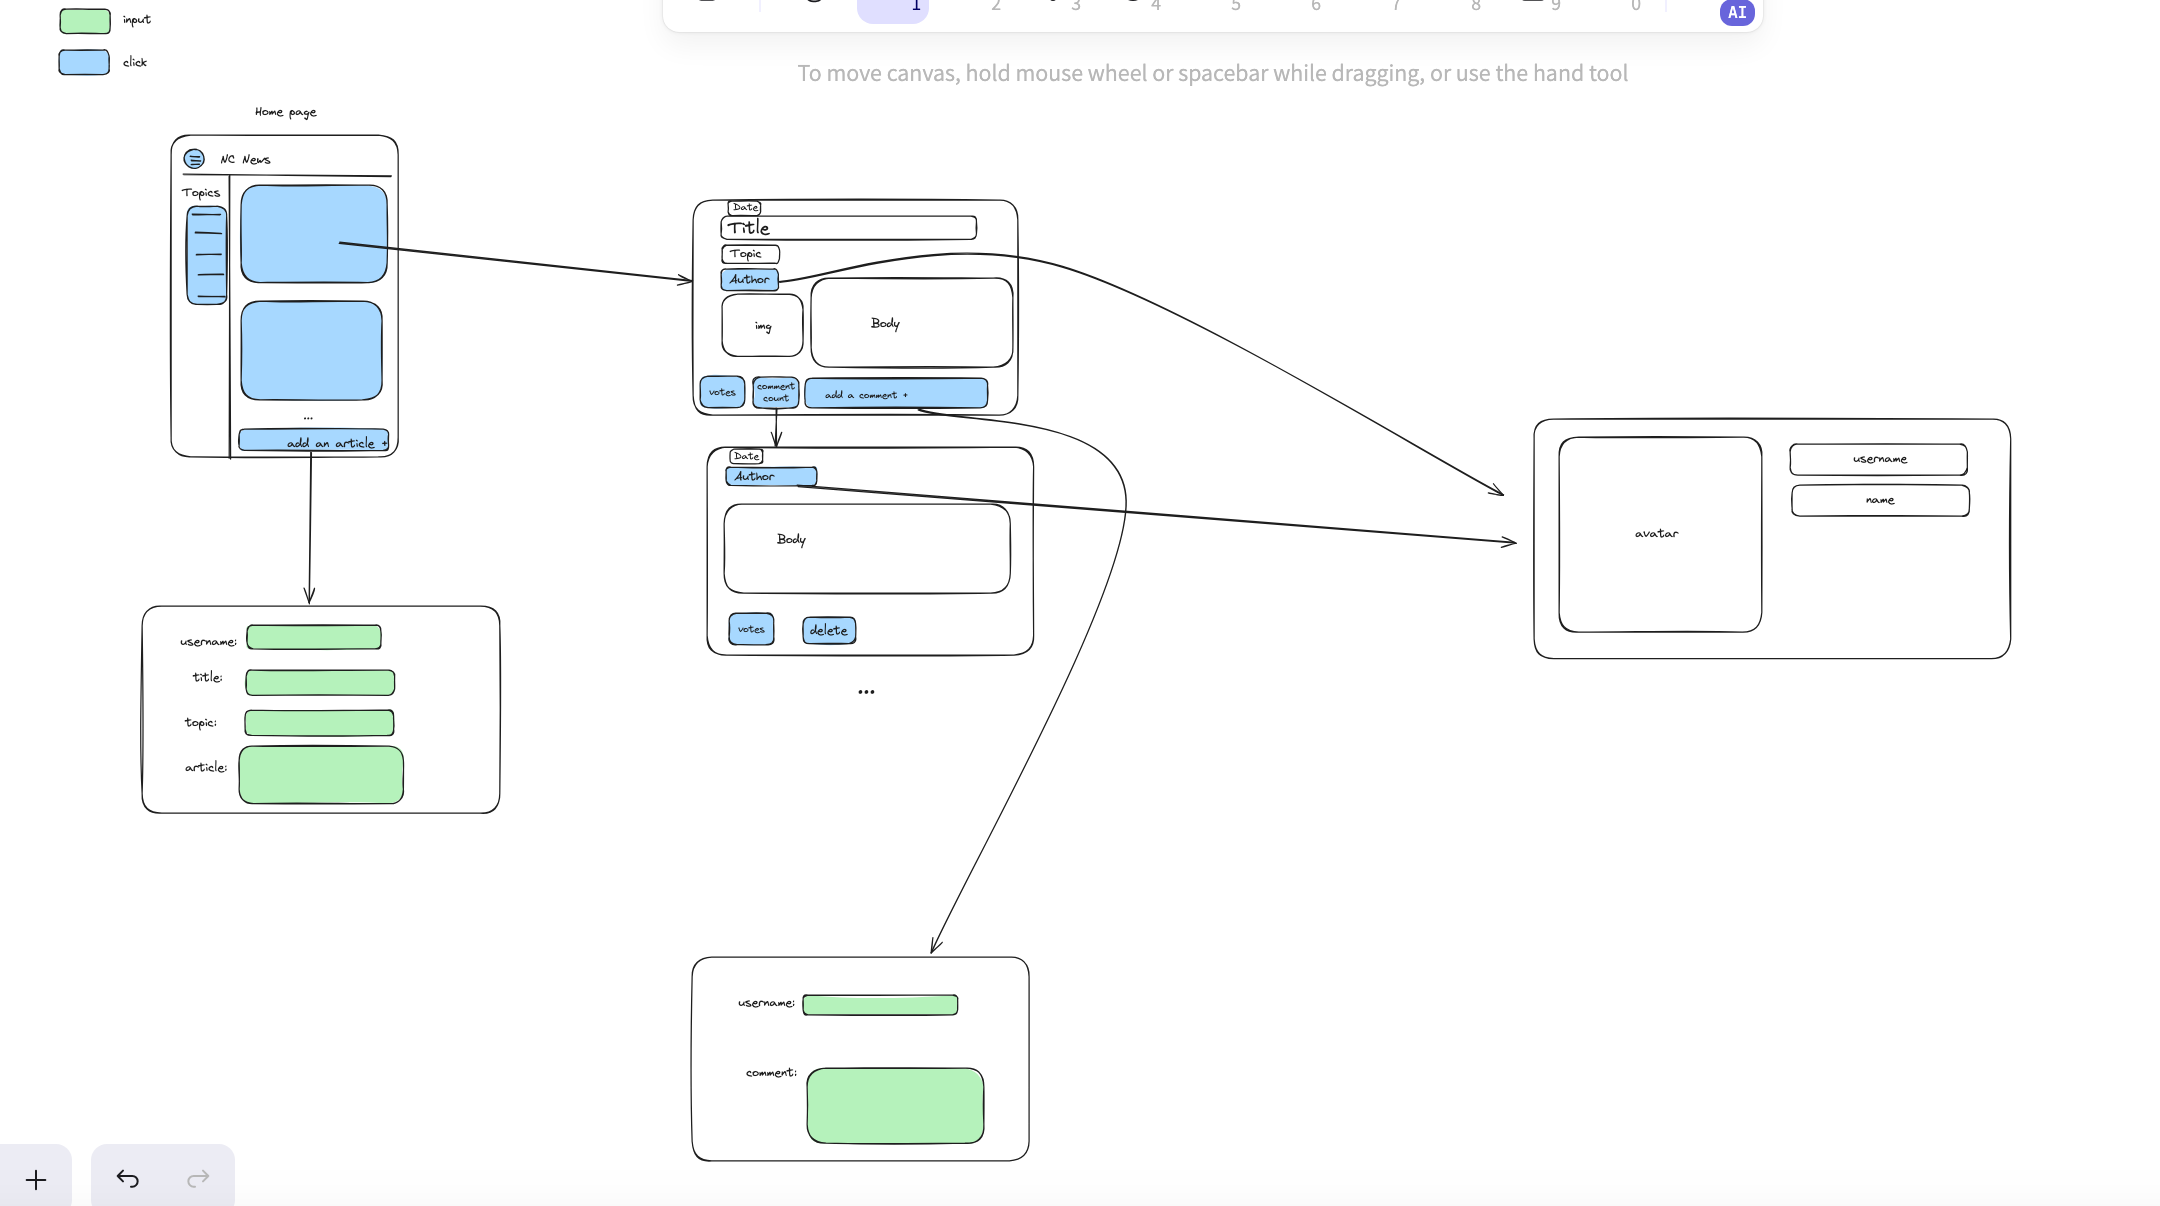 1 2 3 4 5 6 7 8 9 0
AI
To move canvas, hold mouse wheel or spacebar while dragging, or use the hand tool
input
click
Home page
NC News
Topics
...
add an article +
Date
Title
Topic
Author
img
Body
votes
comment
count
add a comment +
Date
Author
Body
votes
delete
...
avatar
username
name
username:
title:
topic:
article:
username:
comment: